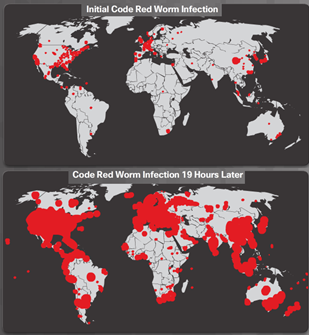 Initial Code Red Worm Infection
Code Red Worm Infection 19 Hours Later